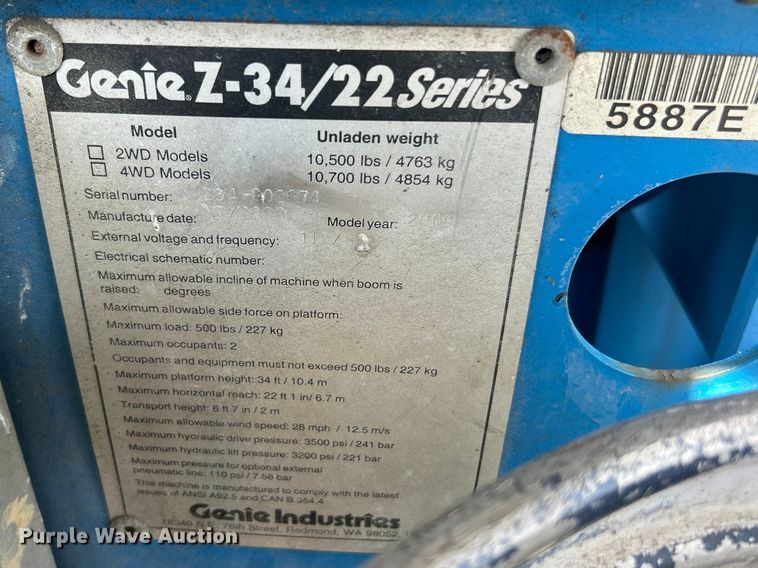 Genie Z-34/22 Series
5887E
Model Unladen weight
2WD Models 10,500 lbs / 4763 kg
4WD Models 10,700 lbs / 4854 kg
Serial number:
Manufacture date: Model year:
External voltage and frequency:
Electrical schematic number:
Maximum allowable incline of machine when boom is
raised: degrees
Maximum allowable side force on platform:
Maximum load: 500 lbs / 227 kg
Maximum occupants: 2
Occupants and equipment must not exceed 500 lbs / 227 kg
Maximum platform height: 34 ft / 10.4 m
Maximum horizontal reach: 22 ft 1 in/ 6.7 m
Transport height: 6 ft 7 in / 2 m
Maximum allowable wind speed: 28 mph / 12.5 m/s
Maximum hydraulic drive pressure: 3500 psi / 241 bar
Maximum hydraulic lift pressure: 3200 psi / 221 bar
Maximum pressure for optional external
pneumatic line: 110 psi / 7.58 bar
This machine is manufactured to comply with the latest
issues of ANSI A92.5 and CAN B.354.4
Genie Industries
18340 N.E. 76th Street, Redmond, WA 98052,
Purple Wave Auction